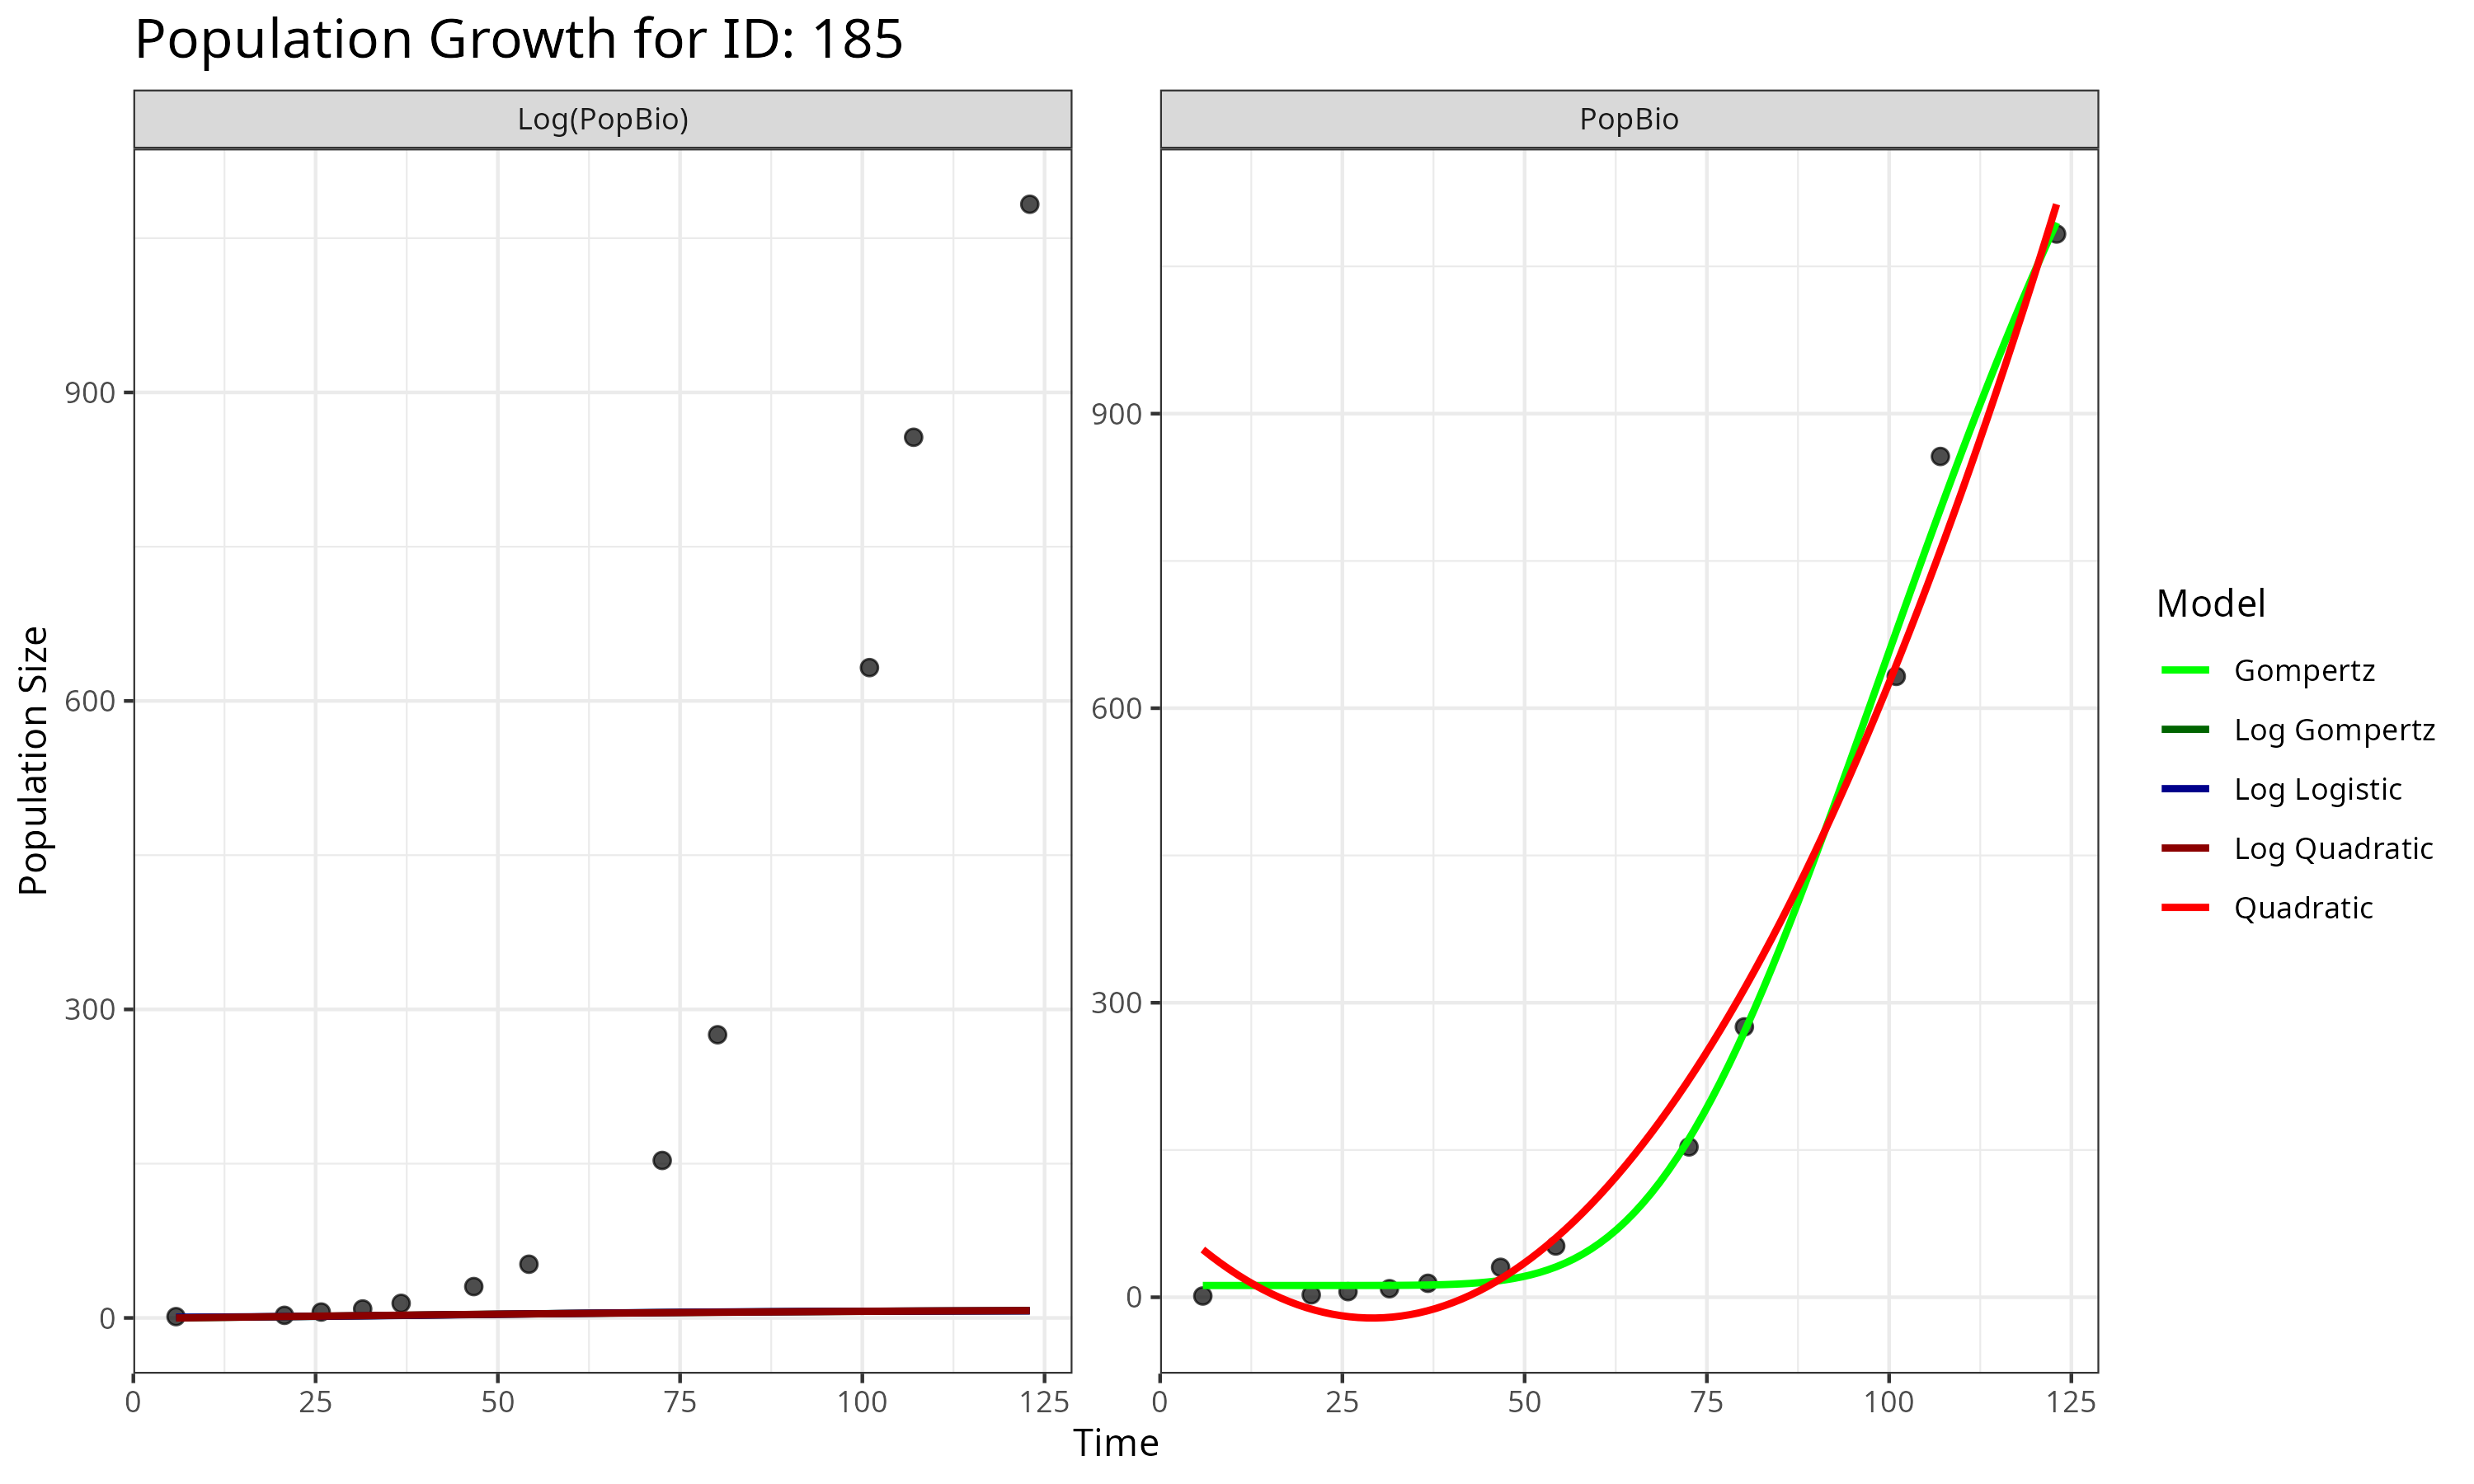 Population Growth for ID: 185
Log(PopBio)
PopBio
Population Size
900
600
300
0
0 25 50 75 100 125
900
600
300
0
0 25 50 75 100 125
Time
Model
Gompertz
Log Gompertz
Log Logistic
Log Quadratic
Quadratic